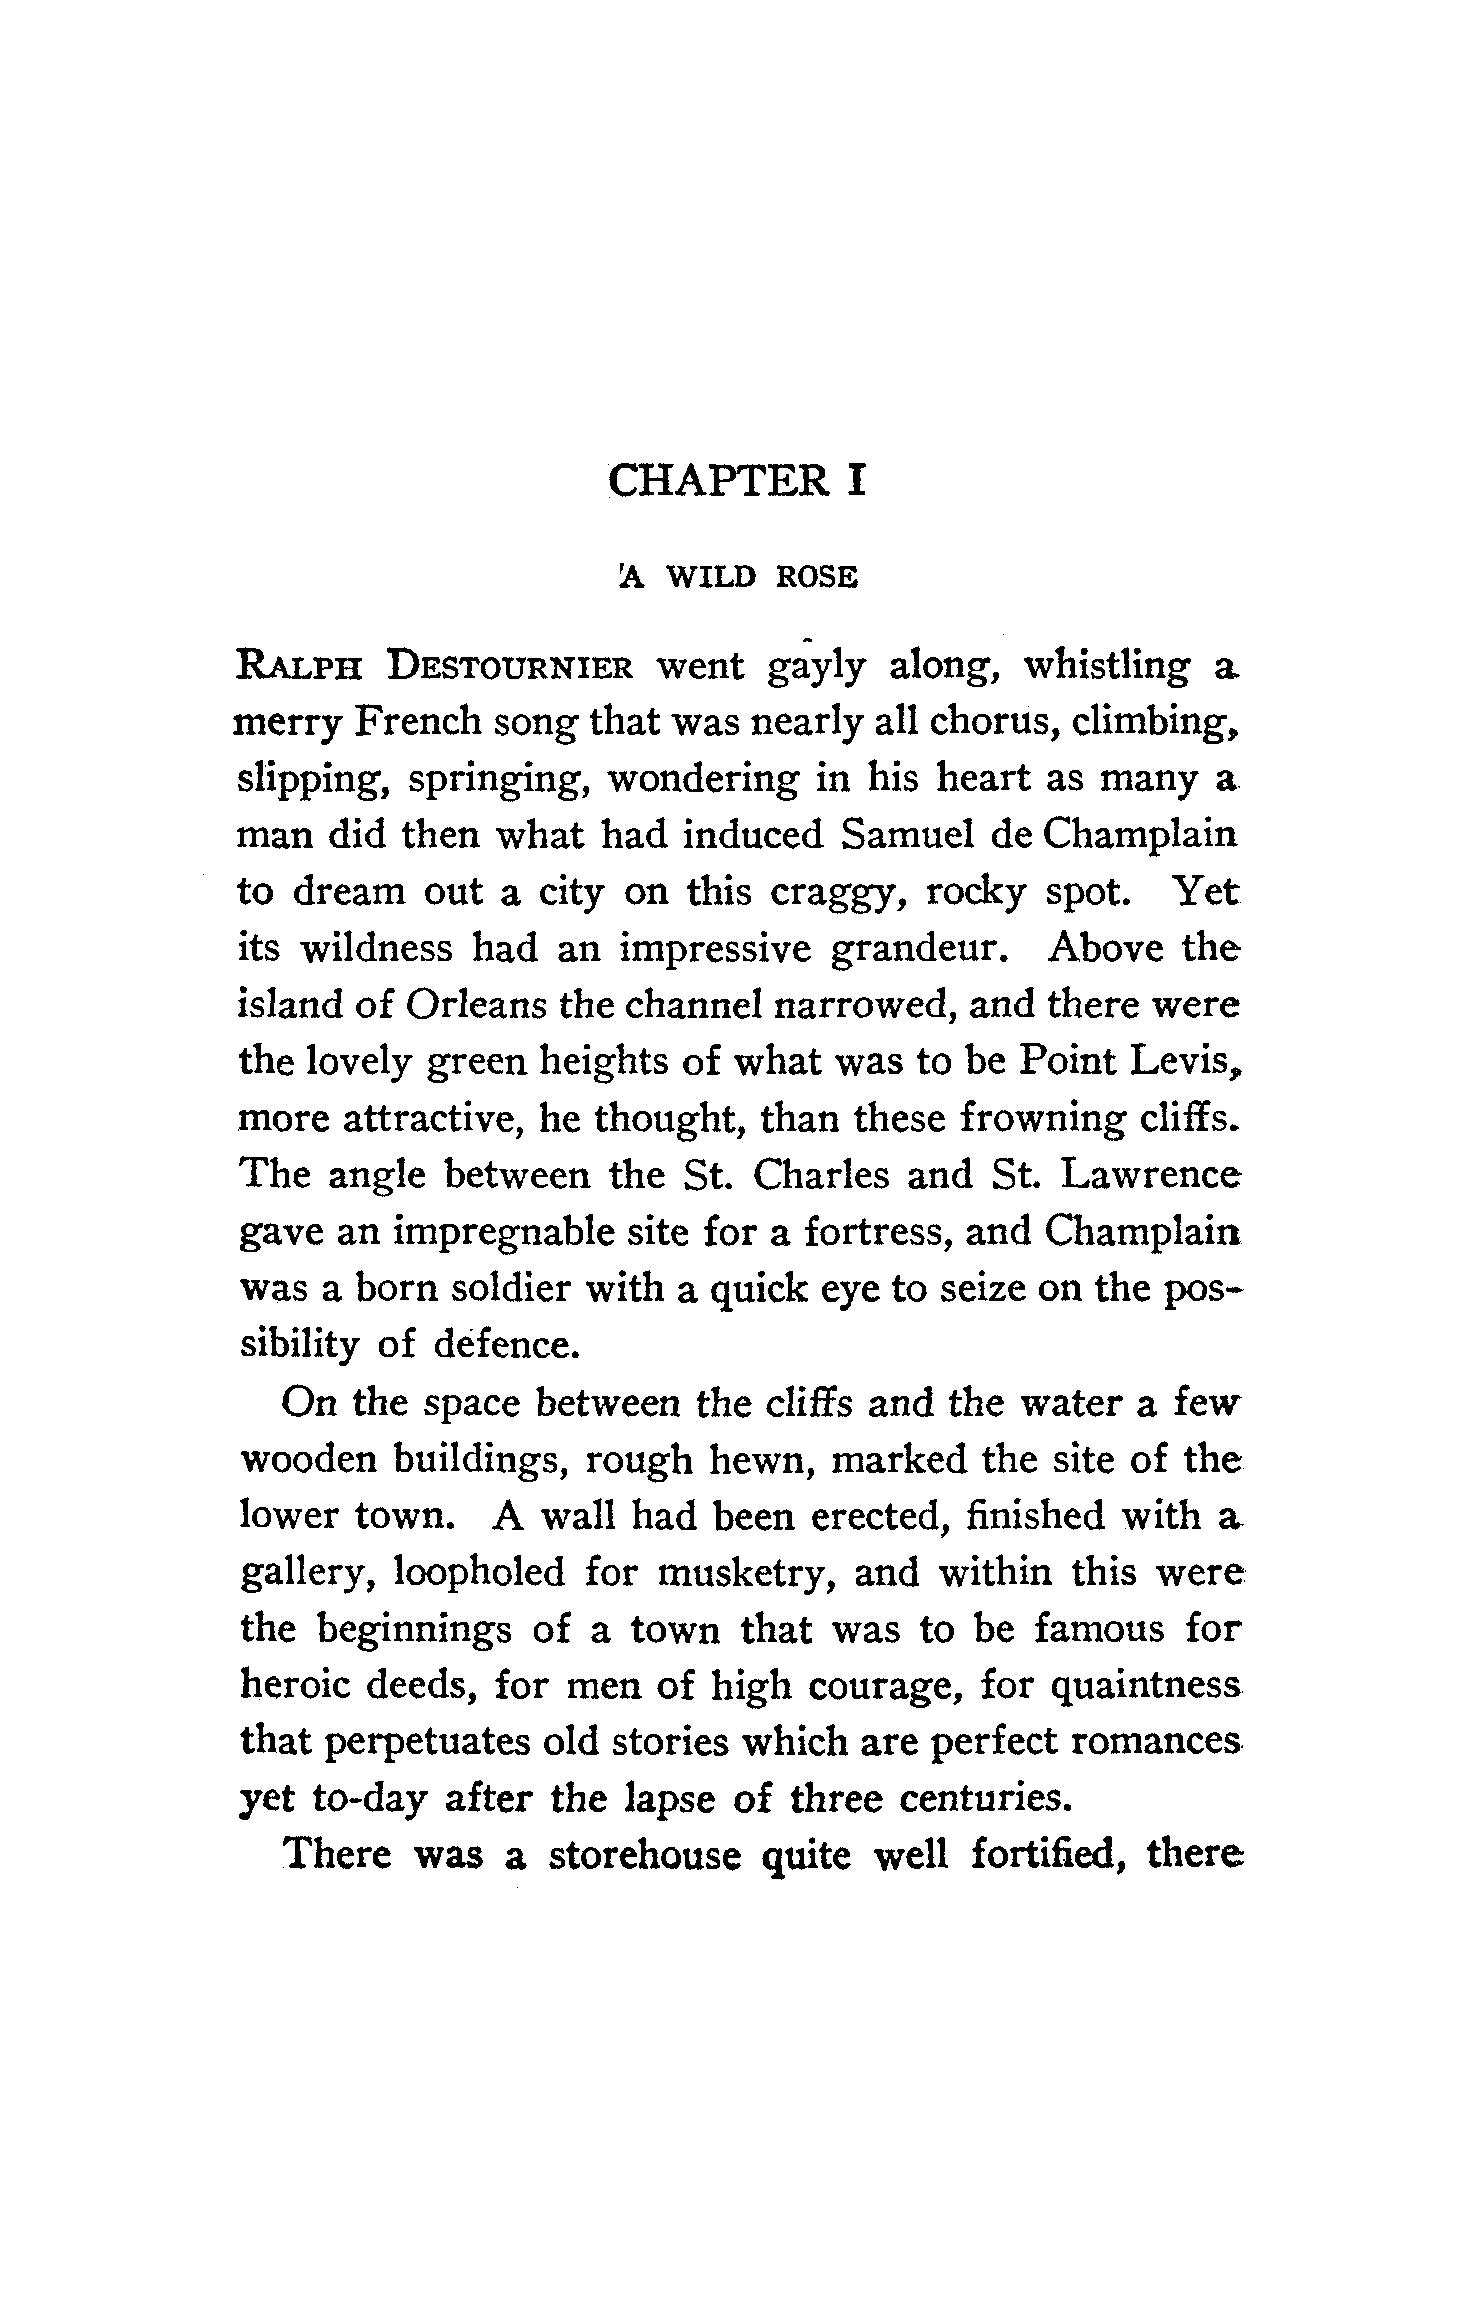 CHAPTER I
A WILD ROSE
RALPH DESTOURNIER went gayly along, whistling a
merry French song that was nearly all chorus, climbing,
slipping, springing, wondering in his heart as many a
man did then what had induced Samuel de Champlain
to dream out a city on this craggy, rocky spot. Yet
its wildness had an impressive grandeur. Above the
island of Orleans the channel narrowed, and there were
the lovely green heights of what was to be Point Levis,
more attractive, he thought, than these frowning cliffs.
The angle between the St. Charles and St. Lawrence
gave an impregnable site for a fortress, and Champlain
was a born soldier with a quick eye to seize on the pos-
sibility of defence.
On the space between the cliffs and the water a few
wooden buildings, rough hewn, marked the site of the
lower town. A wall had been erected, finished with a
gallery, loopholed for musketry, and within this were
the beginnings of a town that was to be famous for
heroic deeds, for men of high courage, for quaintness
that perpetuates old stories which are perfect romances
yet to-day after the lapse of three centuries.
There was a storehouse quite well fortified, there